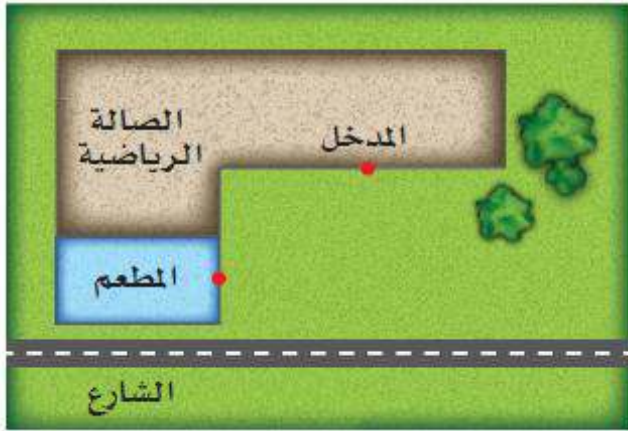 الصالة
الرياضية
المدخل
المطعم
الشارع